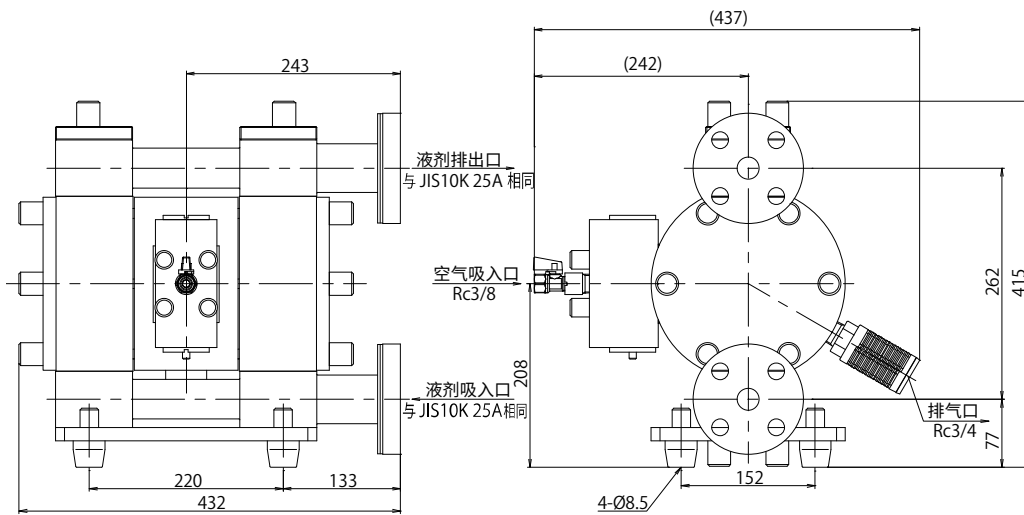 (437)
243
(242)
液剂排出口
与 JIS10K 25A 相同
空气吸入口
Rc3/8
262
415
208
液剂吸入口
与 JIS10K 25A相同
排气口
Rc3/4
77
220
133
152
432
4-Ø8.5